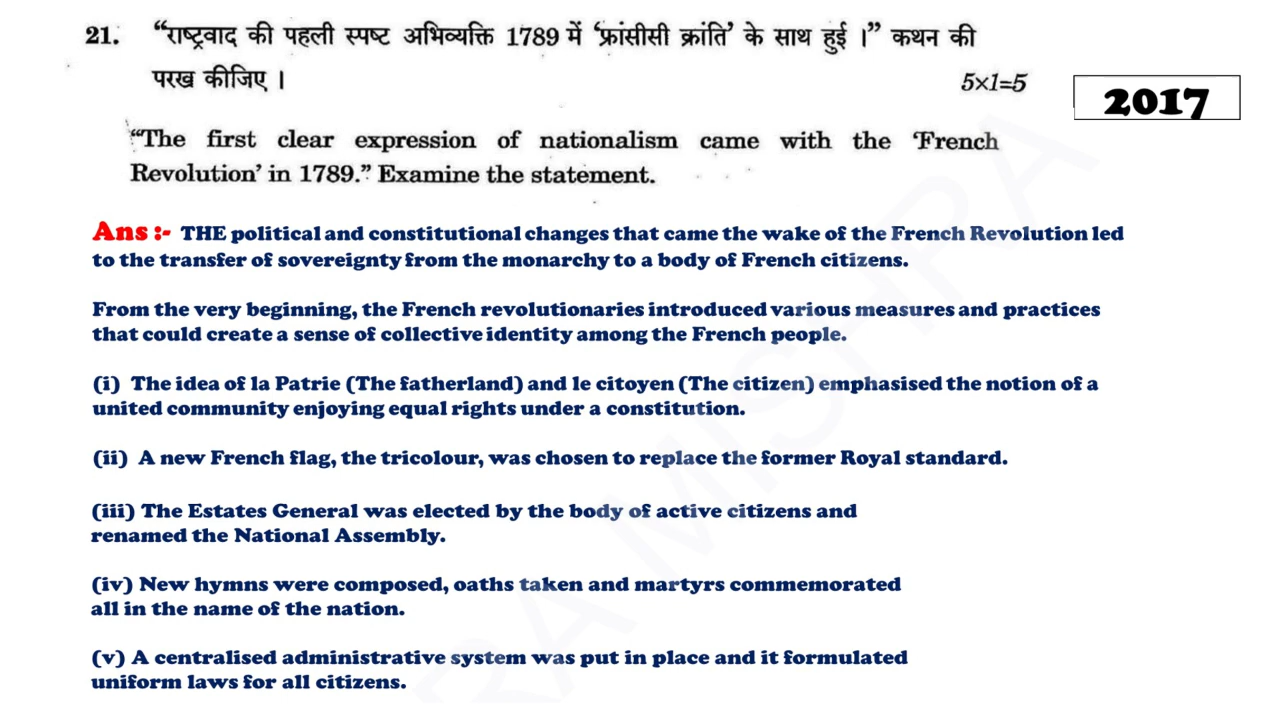 21. “राष्ट्रवाद की पहली स्पष्ट अभिव्यक्ति 1789 में ‘फ्रांसीसी क्रांति’ के साथ हुई ।” कथन की
परख कीजिए । 5×1=5
2017
“The first clear expression of nationalism came with the ‘French
Revolution’ in 1789.” Examine the statement.
Ans :- THE political and constitutional changes that came the wake of the French Revolution led
to the transfer of sovereignty from the monarchy to a body of French citizens.
From the very beginning, the French revolutionaries introduced various measures and practices
that could create a sense of collective identity among the French people.
(i) The idea of la Patrie (The fatherland) and le citoyen (The citizen) emphasised the notion of a
united community enjoying equal rights under a constitution.
(ii) A new French flag, the tricolour, was chosen to replace the former Royal standard.
(iii) The Estates General was elected by the body of active citizens and
renamed the National Assembly.
(iv) New hymns were composed, oaths taken and martyrs commemorated
all in the name of the nation.
(v) A centralised administrative system was put in place and it formulated
uniform laws for all citizens.
RA MISHRA